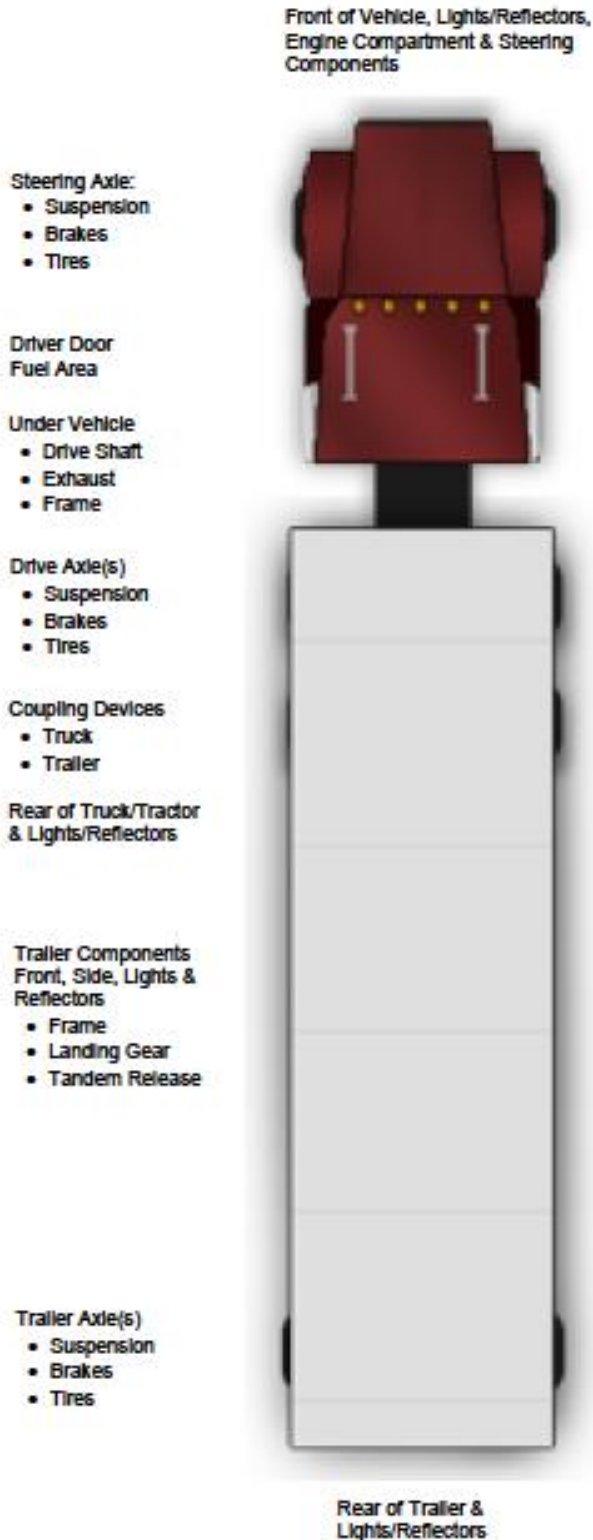 Front of Vehicle, Lights/Reflectors,
Engine Compartment & Steering
Components
Steering Axle:
• Suspension
• Brakes
• Tires
Driver Door
Fuel Area
Under Vehicle
• Drive Shaft
• Exhaust
• Frame
Drive Axle(s)
• Suspension
• Brakes
• Tires
Coupling Devices
• Truck
• Trailer
Rear of Truck/Tractor
& Lights/Reflectors
Trailer Components
Front, Side, Lights &
Reflectors
• Frame
• Landing Gear
• Tandem Release
Trailer Axle(s)
• Suspension
• Brakes
• Tires
Rear of Trailer &
Lights/Reflectors